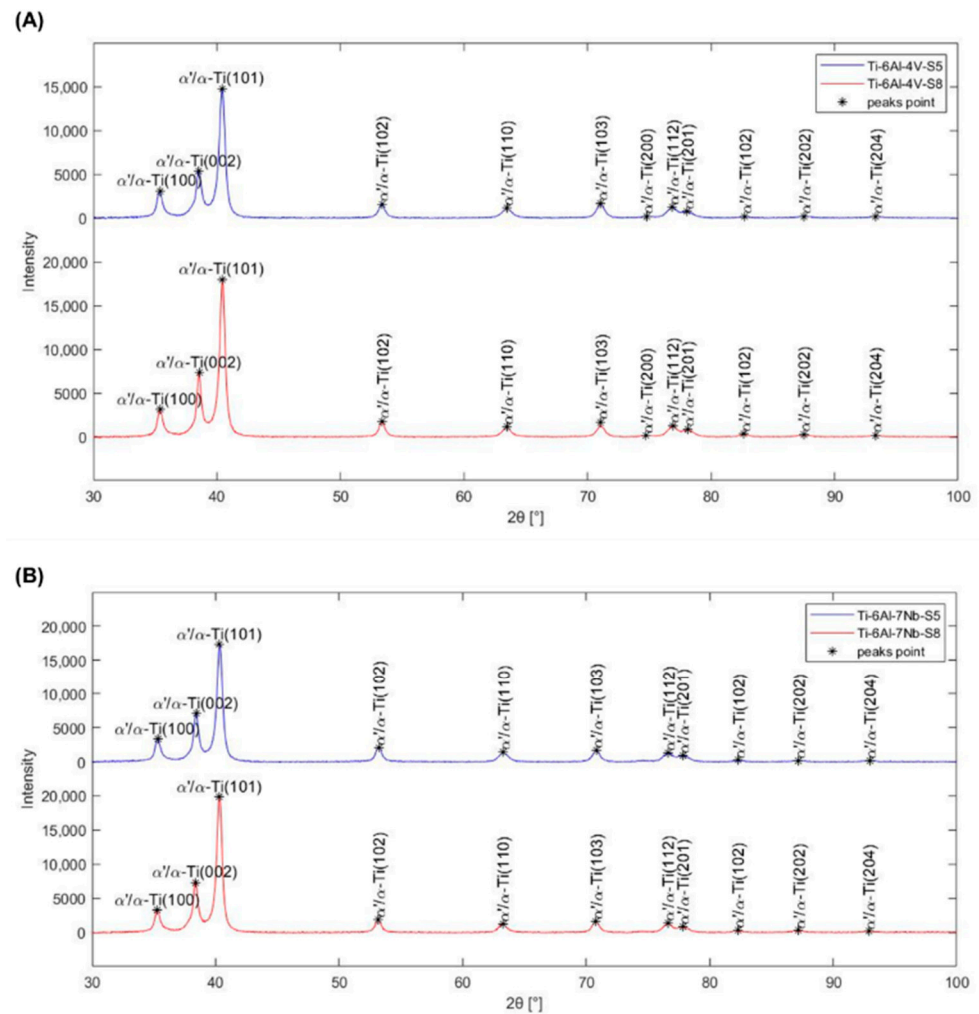 (A)
Ti-6Al-4V-S5
Ti-6Al-4V-S8
peaks point
15,000
10,000
5000
0
α'/α-Ti(100)
α'/α-Ti(002)
α'/α-Ti(101)
α'/α-Ti(102)
α'/α-Ti(110)
α'/α-Ti(103)
α'/α-Ti(200)
α'/α-Ti(112)
α'/α-Ti(201)
α'/α-Ti(102)
α'/α-Ti(202)
α'/α-Ti(204)
Intensity
20,000
15,000
10,000
5000
0
α'/α-Ti(100)
α'/α-Ti(002)
α'/α-Ti(101)
α'/α-Ti(102)
α'/α-Ti(110)
α'/α-Ti(103)
α'/α-Ti(200)
α'/α-Ti(112)
α'/α-Ti(201)
α'/α-Ti(102)
α'/α-Ti(202)
α'/α-Ti(204)
30 40 50 60 70 80 90 100
2θ [°]
(B)
Ti-6Al-7Nb-S5
Ti-6Al-7Nb-S8
peaks point
20,000
15,000
10,000
5000
0
α'/α-Ti(100)
α'/α-Ti(002)
α'/α-Ti(101)
α'/α-Ti(102)
α'/α-Ti(110)
α'/α-Ti(103)
α'/α-Ti(112)
α'/α-Ti(201)
α'/α-Ti(102)
α'/α-Ti(202)
α'/α-Ti(204)
Intensity
20,000
15,000
10,000
5000
0
α'/α-Ti(100)
α'/α-Ti(002)
α'/α-Ti(101)
α'/α-Ti(102)
α'/α-Ti(110)
α'/α-Ti(103)
α'/α-Ti(112)
α'/α-Ti(201)
α'/α-Ti(102)
α'/α-Ti(202)
α'/α-Ti(204)
30 40 50 60 70 80 90 100
2θ [°]